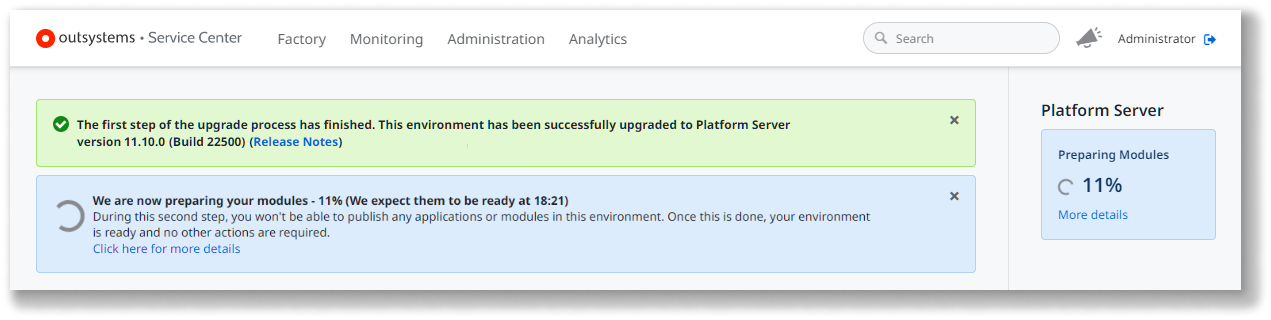 outsystems • Service Center
Factory
Monitoring
Administration
Analytics
Search
Administrator
The first step of the upgrade process has finished. This environment has been successfully upgraded to Platform Server
version 11.10.0 (Build 22500) (Release Notes)
We are now preparing your modules - 11% (We expect them to be ready at 18:21)
During this second step, you won't be able to publish any applications or modules in this environment. Once this is done, your environment
is ready and no other actions are required.
Click here for more details
Platform Server
Preparing Modules
11%
More details